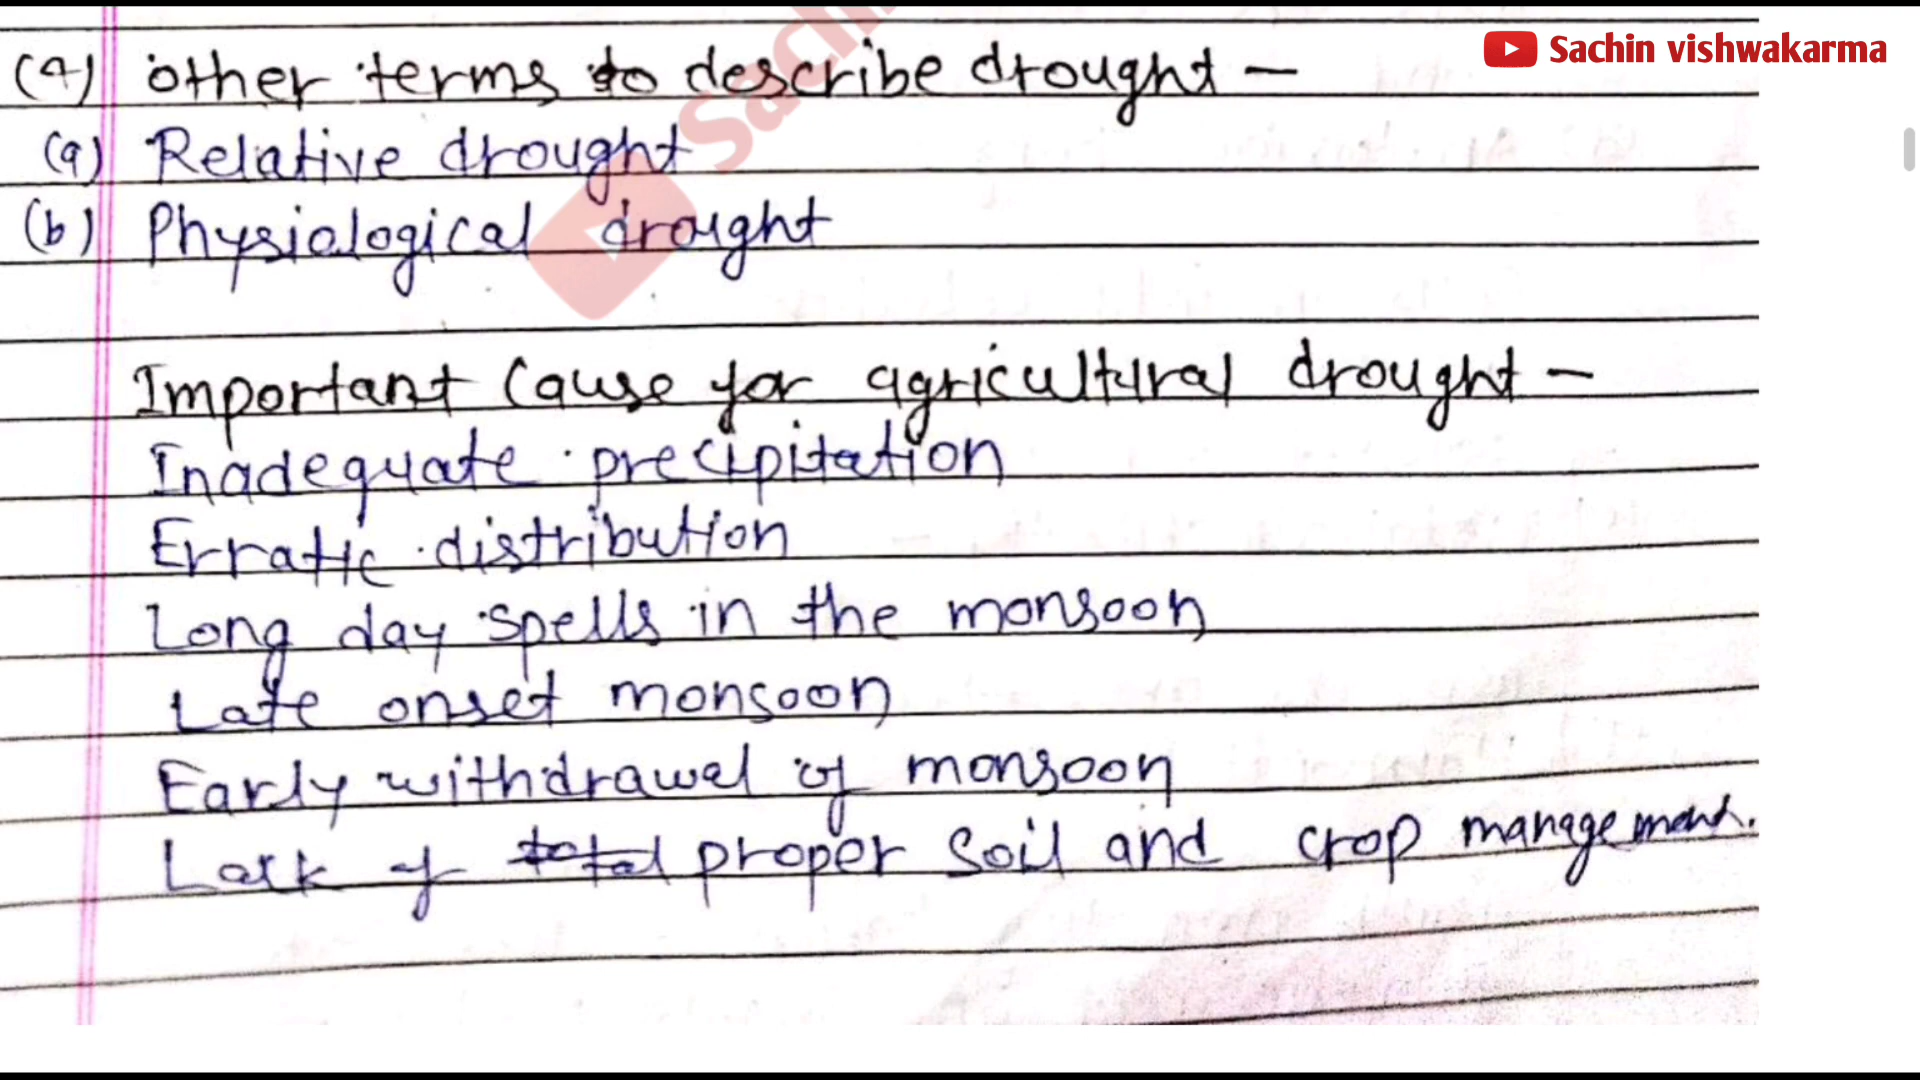 Sachin vishwakarma
(4) other terms to describe drought –
(a) Relative drought
(b) Physiological drought
Important Cause for agricultural drought –
Inadequate precipitation
Erratic distribution
Long day spells in the monsoon
Late onset monsoon
Early withdrawel of monsoon
Lack of total proper Soil and crop management.
Sachin